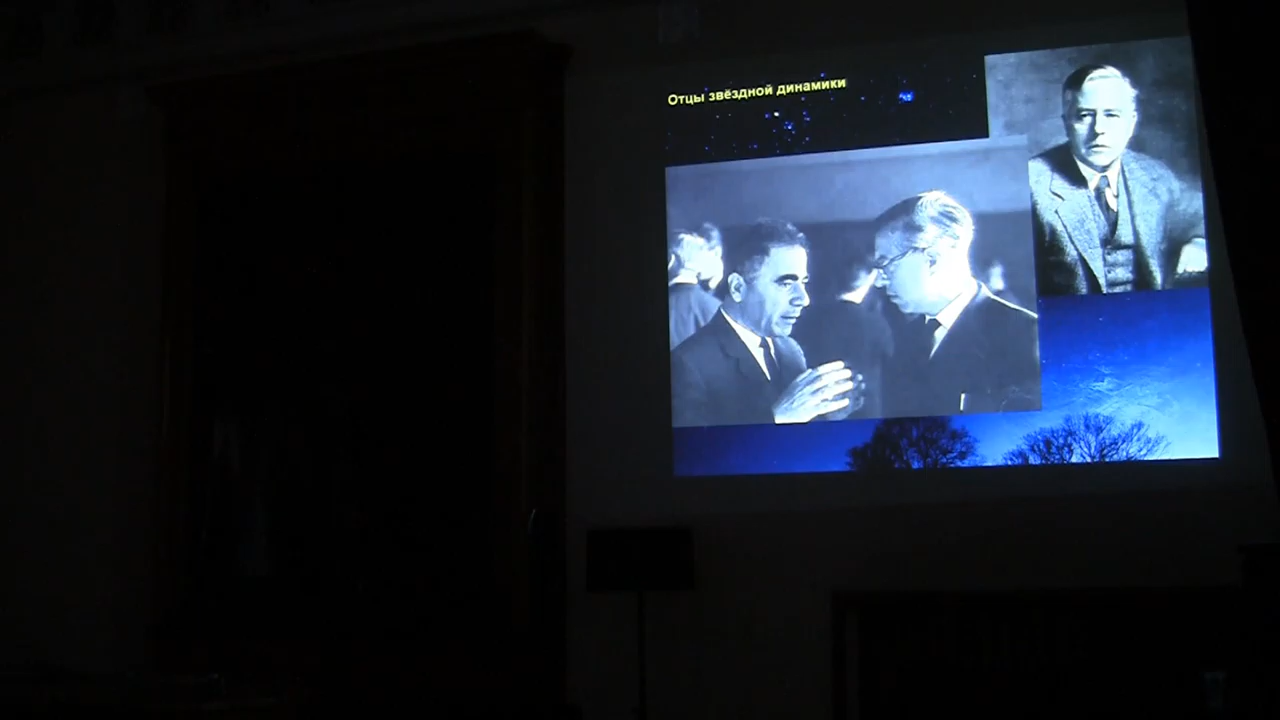 Отцы звёздной динамики